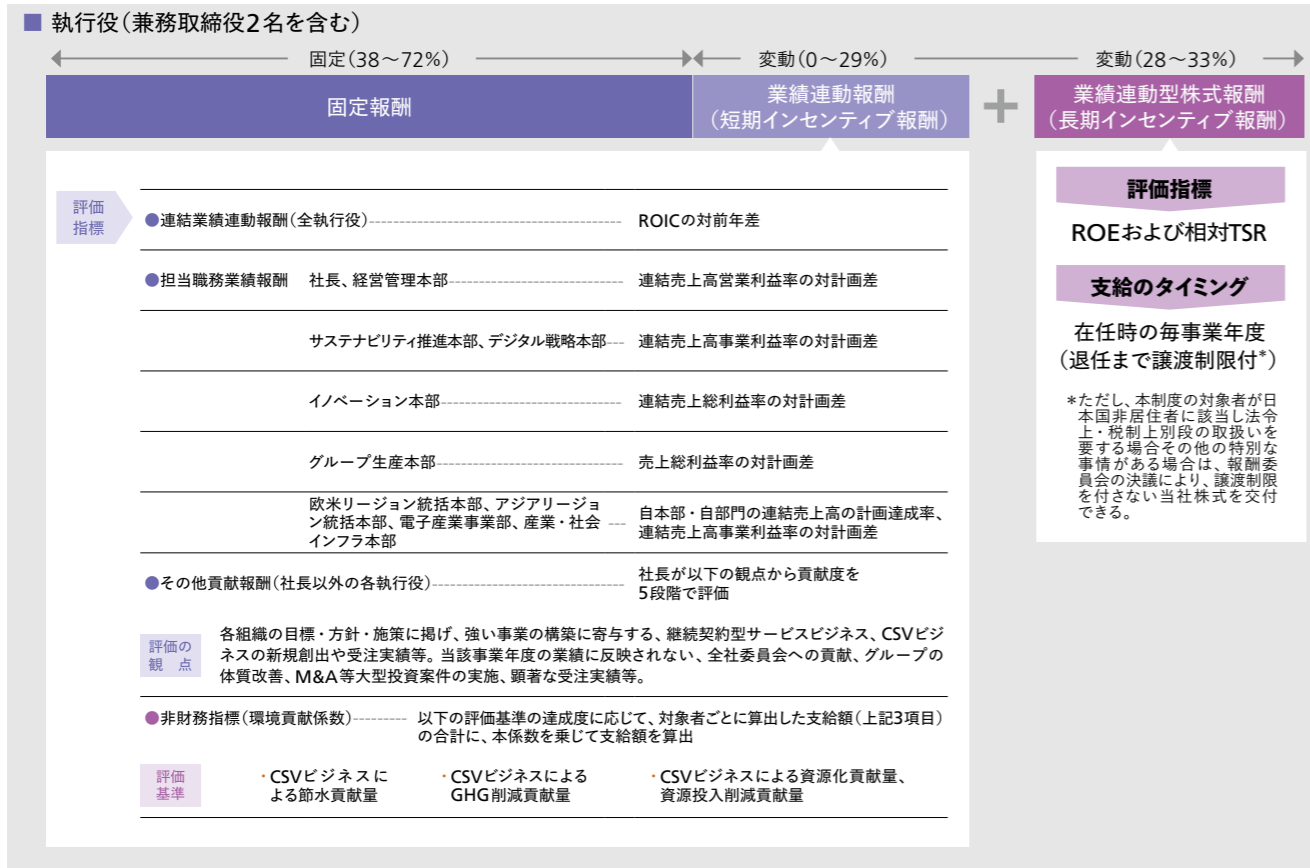 ■ 執行役（兼務取締役2名を含む）
固定（38～72%）
変動（0～29%）
変動（28～33%）
固定報酬
業績連動報酬
（短期インセンティブ報酬）
+
業績連動型株式報酬
（長期インセンティブ報酬）
評価
指標
●連結業績連動報酬（全執行役） ROICの対前年差
●担当職務業績報酬 社長、経営管理本部 連結売上高営業利益率の対計画差
サステナビリティ推進本部、デジタル戦略本部 連結売上高事業利益率の対計画差
イノベーション本部 連結売上総利益率の対計画差
グループ生産本部 売上総利益率の対計画差
欧米リージョン統括本部、アジアリージョ
ン統括本部、電子産業事業部、産業・社会
インフラ本部
自本部・自部門の連結売上高の計画達成率、
連結売上高事業利益率の対計画差
●その他貢献報酬（社長以外の各執行役）
社長が以下の観点から貢献度を
5段階で評価
評価の
観 点
各組織の目標・方針・施策に掲げ、強い事業の構築に寄与する、継続契約型サービスビジネス、CSVビジ
ネスの新規創出や受注実績等。当該事業年度の業績に反映されない、全社委員会への貢献、グループの
体質改善、M&A等大型投資案件の実施、顕著な受注実績等。
●非財務指標（環境貢献係数） 以下の評価基準の達成度に応じて、対象者ごとに算出した支給額（上記3項目）
の合計に、本係数を乗じて支給額を算出
評価
基準
・CSVビジネスに
よる節水貢献量
・CSVビジネスによる
GHG削減貢献量
・CSVビジネスによる資源化貢献量、
資源投入削減貢献量
評価指標
ROEおよび相対TSR
支給のタイミング
在任時の毎事業年度
（退任まで譲渡制限付*）
*ただし、本制度の対象者が日
本国非居住者に該当し法令
上・税制上別段の取扱いを
要する場合その他の特別な
事情がある場合は、報酬委
員会の決議により、譲渡制限
を付さない当社株式を交付
できる。